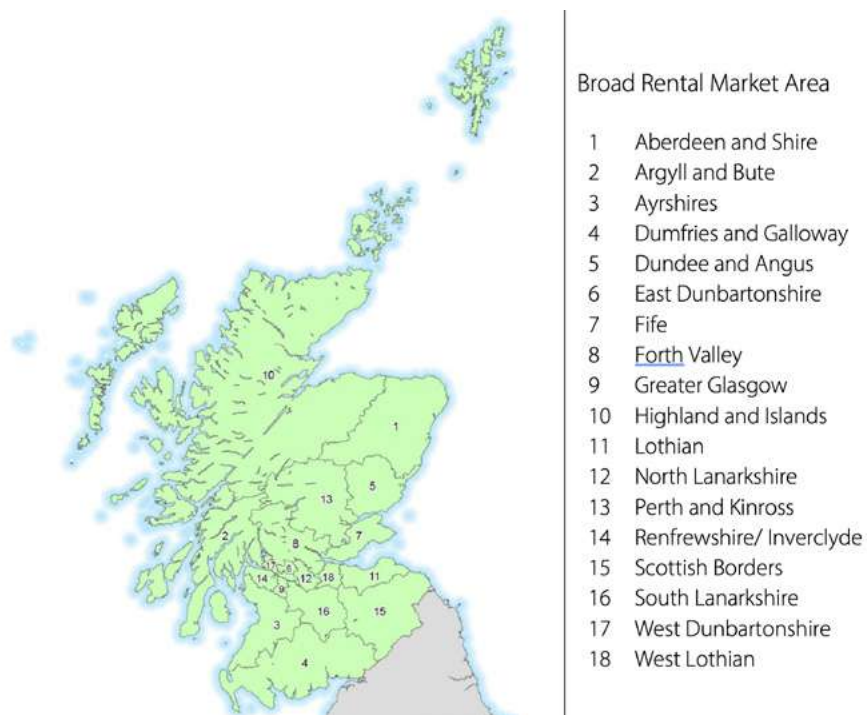 Broad Rental Market Area
1 Aberdeen and Shire
2 Argyll and Bute
3 Ayrshires
4 Dumfries and Galloway
5 Dundee and Angus
6 East Dunbartonshire
7 Fife
8 Forth Valley
9 Greater Glasgow
10 Highland and Islands
11 Lothian
12 North Lanarkshire
13 Perth and Kinross
14 Renfrewshire/ Inverclyde
15 Scottish Borders
16 South Lanarkshire
17 West Dunbartonshire
18 West Lothian
10
1
13
5
2
8
7
17
6
14
12
18
11
9
16
15
3
4